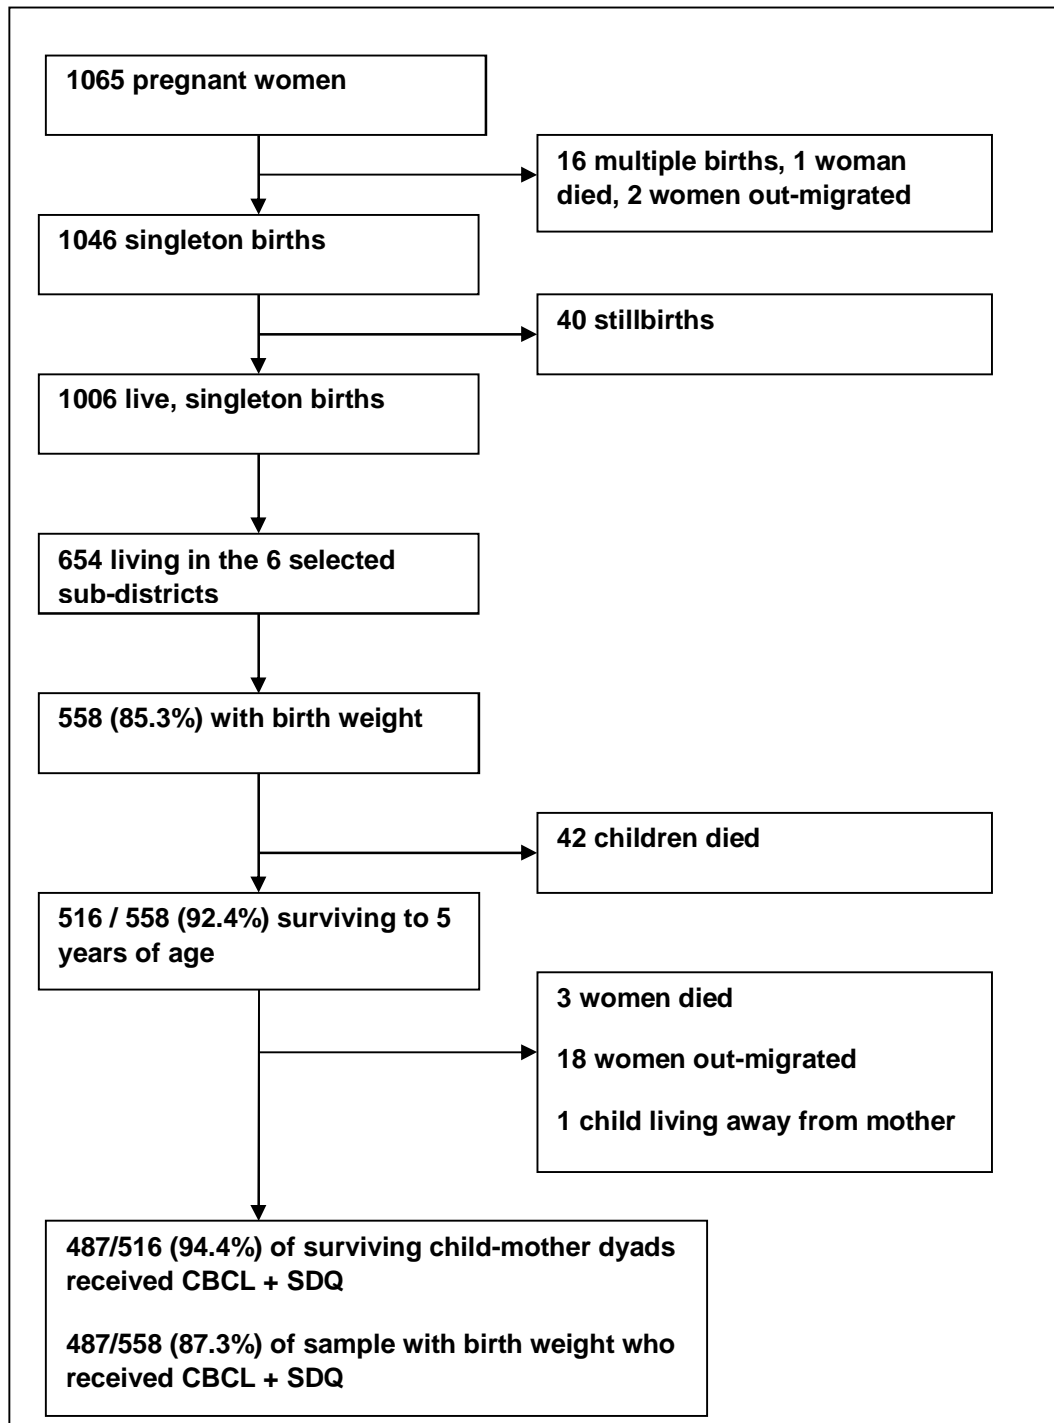 1065 pregnant women
16 multiple births, 1 woman
died, 2 women out-migrated
1046 singleton births
40 stillbirths
1006 live, singleton births
654 living in the 6 selected
sub-districts
558 (85.3%) with birth weight
42 children died
516 / 558 (92.4%) surviving to 5
years of age
3 women died
18 women out-migrated
1 child living away from mother
487/516 (94.4%) of surviving child-mother dyads
received CBCL + SDQ
487/558 (87.3%) of sample with birth weight who
received CBCL + SDQ